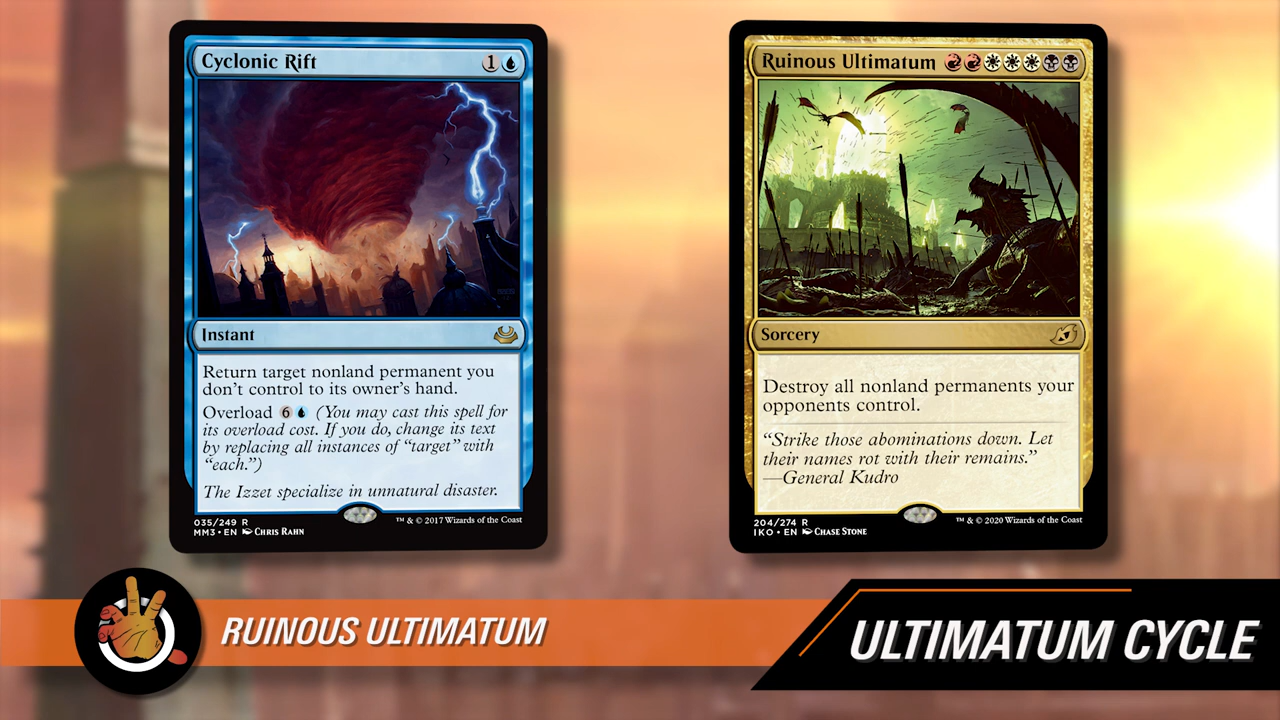 Cyclonic Rift 1
Instant
Return target nonland permanent you
don't control to its owner's hand.
Overload 6 (You may cast this spell for
its overload cost. If you do, change its text
by replacing all instances of "target" with
"each.")
The Izzet specialize in unnatural disaster.
035/249 R
MM3 • EN CHRIS RAHN
™ & © 2017 Wizards of the Coast
Ruinous Ultimatum
Sorcery
Destroy all nonland permanents your
opponents control.
"Strike those abominations down. Let
their names rot with their remains."
—General Kudro
204/274 R
IKO • EN CHASE STONE
™ & © 2020 Wizards of the Coast
RUINOUS ULTIMATUM
ULTIMATUM CYCLE